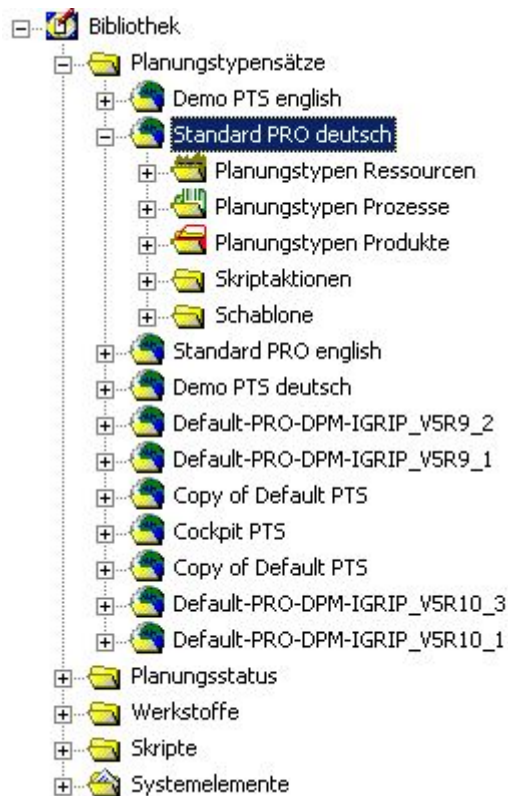 Bibliothek
Planungstypensätze
Demo PTS english
Standard PRO deutsch
Planungstypen Ressourcen
Planungstypen Prozesse
Planungstypen Produkte
Skriptaktionen
Schablone
Standard PRO english
Demo PTS deutsch
Default-PRO-DPM-IGRIP_V5R9_2
Default-PRO-DPM-IGRIP_V5R9_1
Copy of Default PTS
Cockpit PTS
Copy of Default PTS
Default-PRO-DPM-IGRIP_V5R10_3
Default-PRO-DPM-IGRIP_V5R10_1
Planungsstatus
Werkstoffe
Skripte
Systemelemente